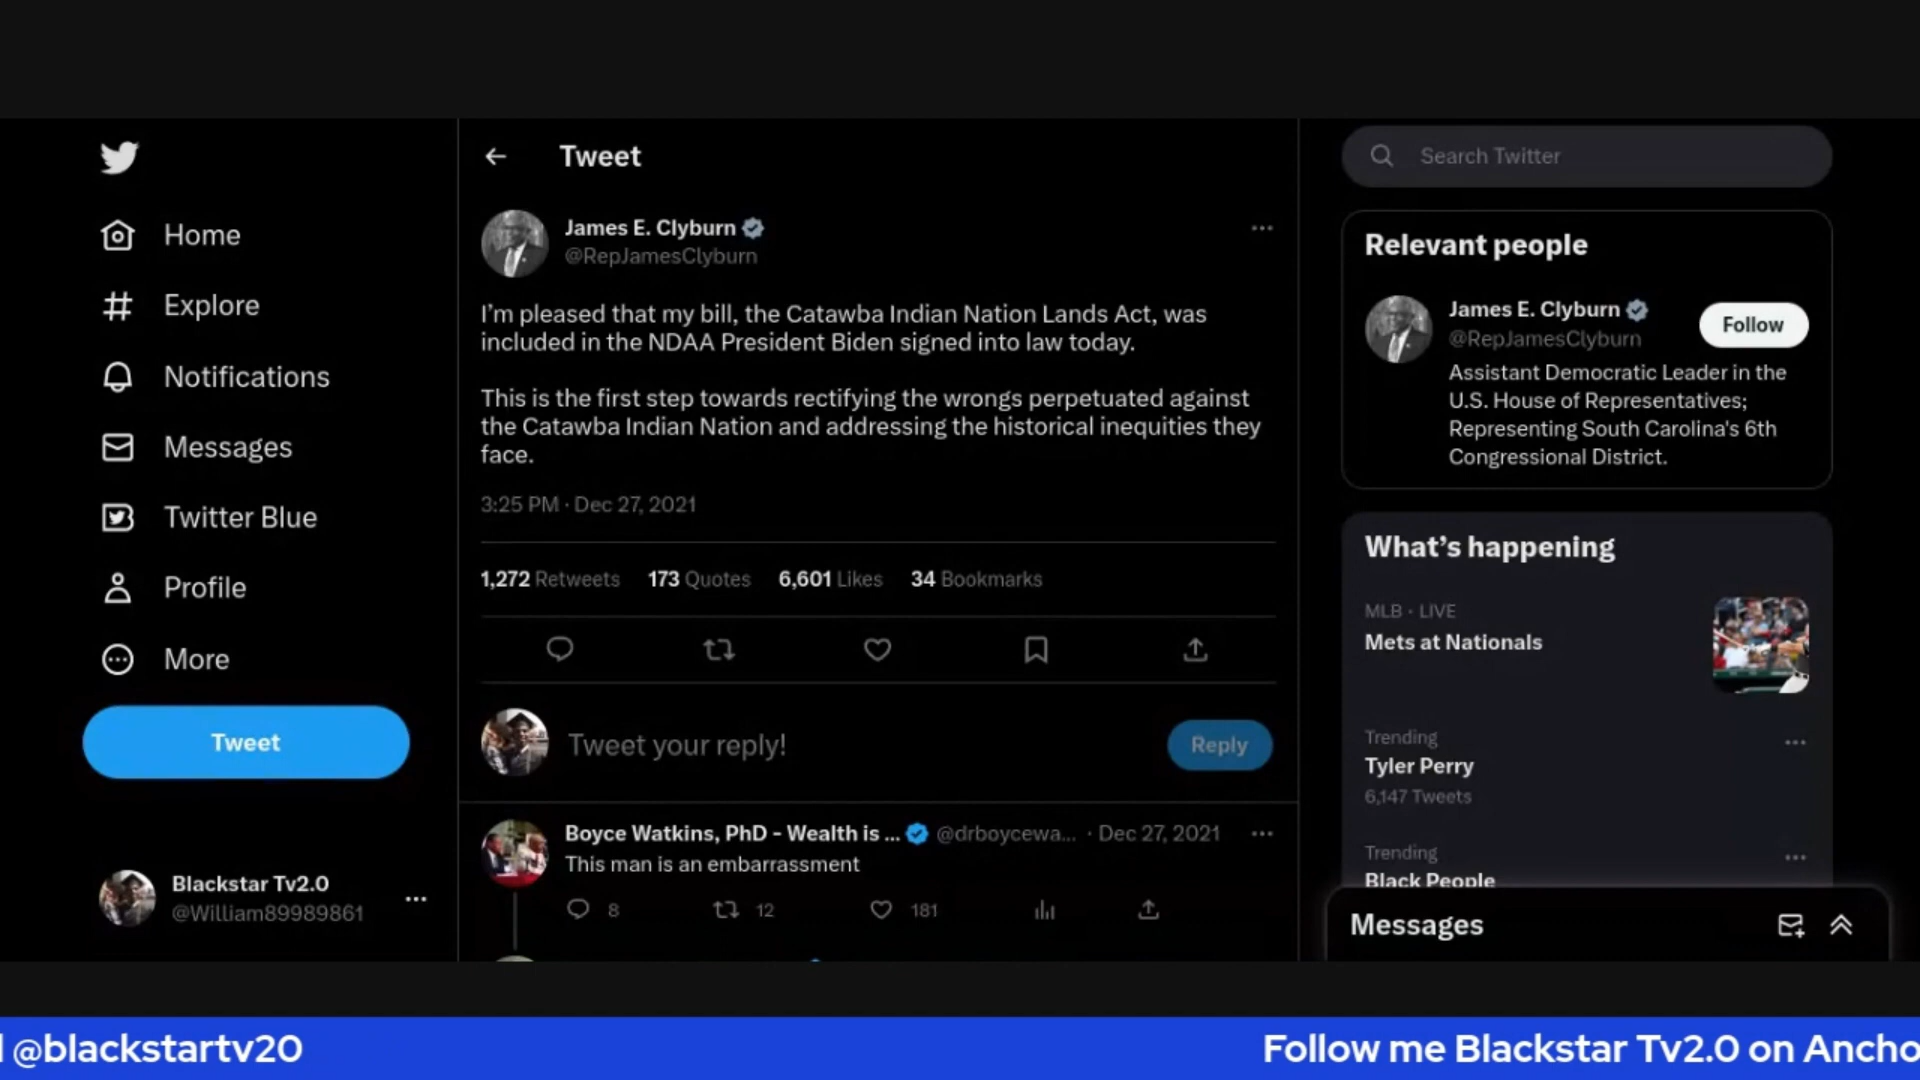 Home
Explore
Notifications
Messages
Twitter Blue
Profile
More
Tweet
Blackstar Tv2.0
@William89989861
Tweet
James E. Clyburn
@RepJamesClyburn
I'm pleased that my bill, the Catawba Indian Nation Lands Act, was
included in the NDAA President Biden signed into law today.
This is the first step towards rectifying the wrongs perpetuated against
the Catawba Indian Nation and addressing the historical inequities they
face.
3:25 PM · Dec 27, 2021
1,272 Retweets 173 Quotes 6,601 Likes 34 Bookmarks
Tweet your reply!
Reply
Boyce Watkins, PhD - Wealth is ... @drboycewa... · Dec 27, 2021
This man is an embarrassment
8 12 181
Search Twitter
Relevant people
James E. Clyburn
@RepJamesClyburn
Follow
Assistant Democratic Leader in the
U.S. House of Representatives;
Representing South Carolina's 6th
Congressional District.
What's happening
MLB · LIVE
Mets at Nationals
Trending
Tyler Perry
6,147 Tweets
Trending
Black People
Messages
@blackstartv20
Follow me Blackstar Tv2.0 on Ancho